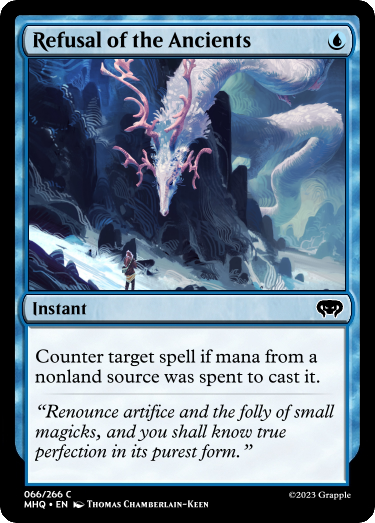 Refusal of the Ancients
Instant
Counter target spell if mana from a
nonland source was spent to cast it.
“Renounce artifice and the folly of small
magicks, and you shall know true
perfection in its purest form.”
066/266 C
MHQ • EN Thomas Chamberlain-Keen
©2023 Grapple